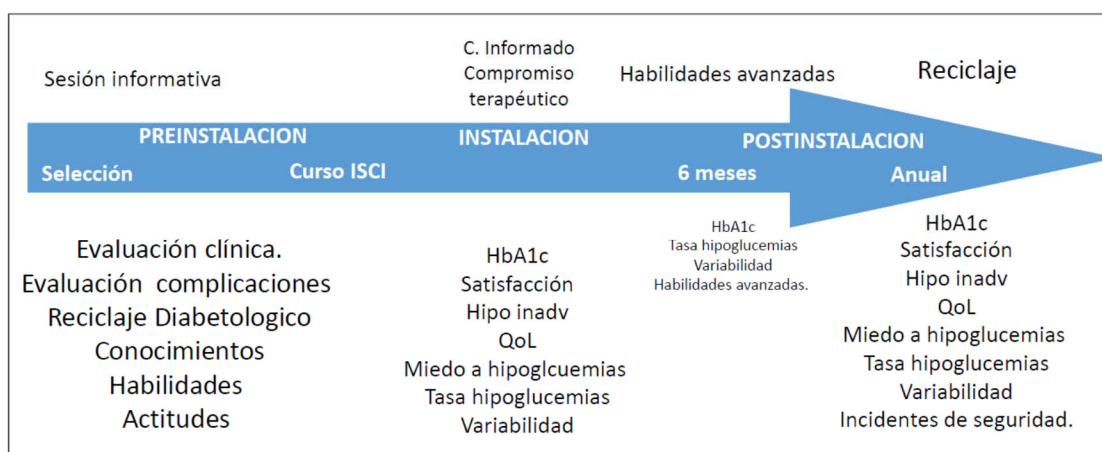 Sesión informativa
C. Informado
Compromiso
terapéutico
Habilidades avanzadas
Reciclaje
PREINSTALACION
INSTALACION
POSTINSTALACION
Selección
Curso ISCI
6 meses
Anual
Evaluación clínica.
Evaluación complicaciones
Reciclaje Diabetologico
Conocimientos
Habilidades
Actitudes
HbA1c
Satisfacción
Hipo inadv
QoL
Miedo a hipoglcuemias
Tasa hipoglucemias
Variabilidad
HbA1c
Tasa hipoglucemias
Variabilidad
Habilidades avanzadas.
HbA1c
Satisfacción
Hipo inadv
QoL
Miedo a hipoglucemias
Tasa hipoglucemias
Variabilidad
Incidentes de seguridad.